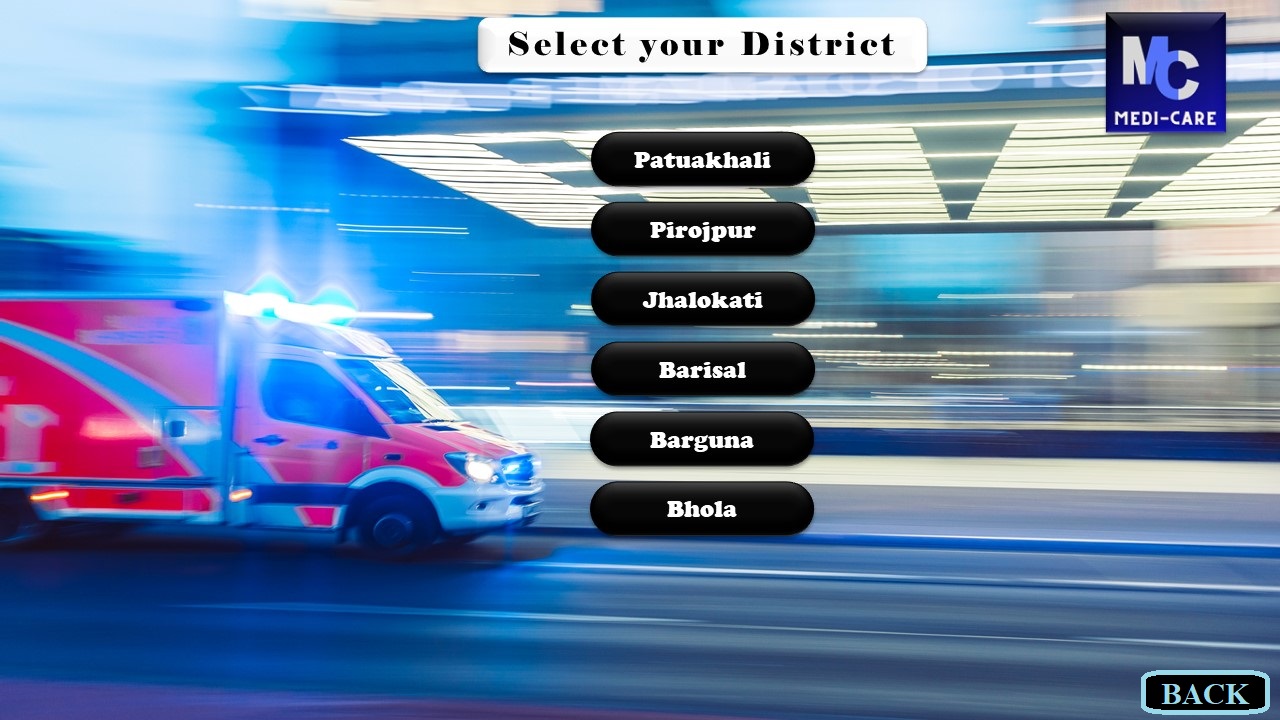 Select your District
MC
MEDI-CARE
Patuakhali
Pirojpur
Jhalokati
Barisal
Barguna
Bhola
BACK